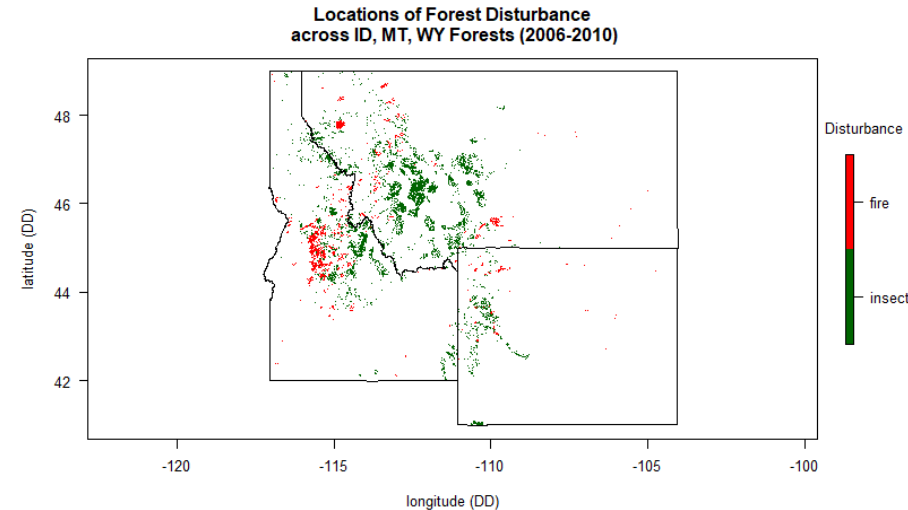 Locations of Forest Disturbance
across ID, MT, WY Forests (2006-2010)
48
46
44
42
latitude (DD)
-120
-115
-110
-105
-100
longitude (DD)
Disturbance
fire
insect